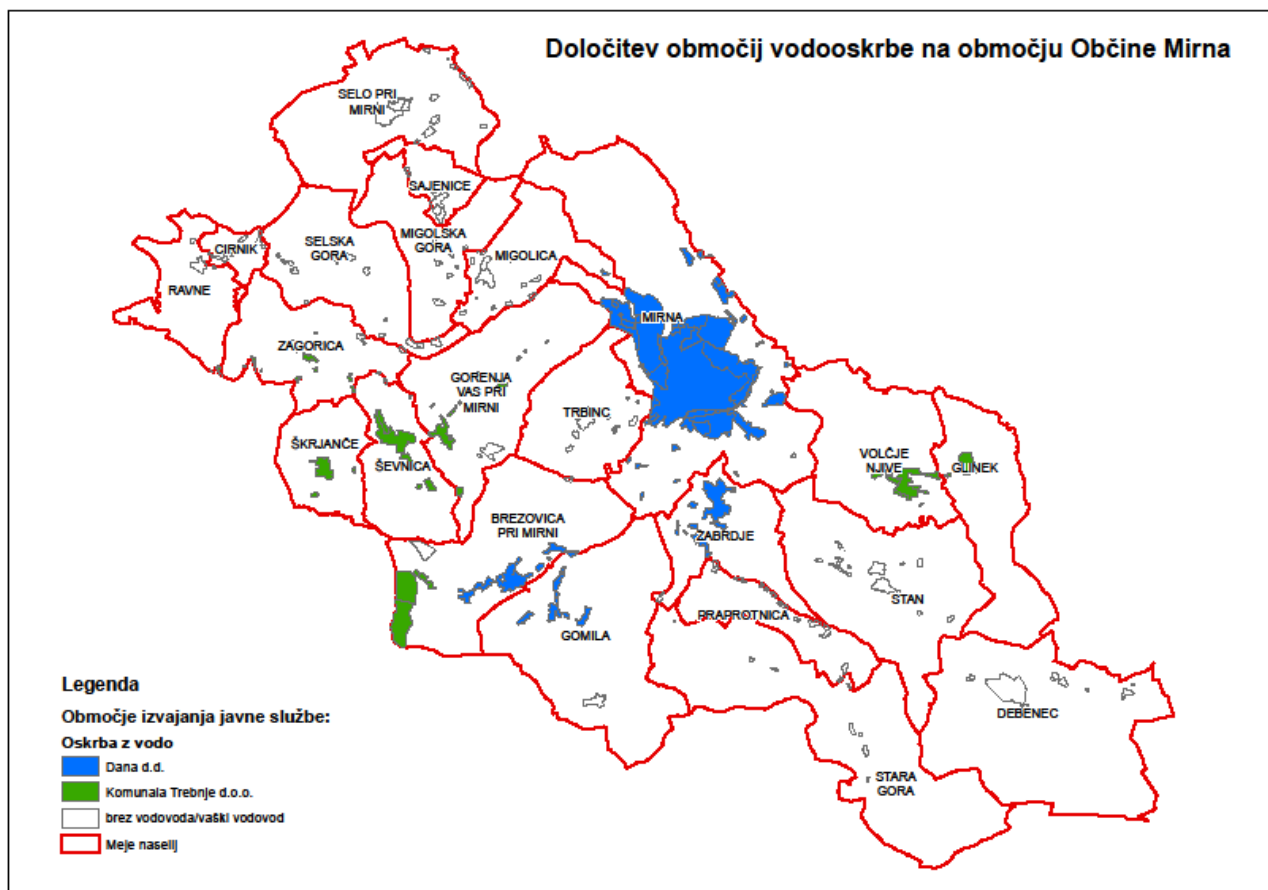 Določitev območij vodooskrbe na območju Občine Mirna
SELO PRI
MIRNI
SAJENICE
MIGOLSKA
GORA
SELSKA
GORA
CIRNIK
MIGOLICA
RAVNE
MIRNA
ZAGORICA
GORENJA
VAS PRI
MIRNI
TRBINC
ŠKRJANČE
ŠEVNICA
VOLČJE
NJIVE
GLINEK
BREZOVICA
PRI MIRNI
ZABRDJE
STAN
PRAPROTNICA
GOMILA
DEBENEC
STARA
GORA
Legenda
Območje izvajanja javne službe:
Oskrba z vodo
Dana d.d.
Komunala Trebnje d.o.o.
brez vodovoda/vaški vodovod
Meje naselij